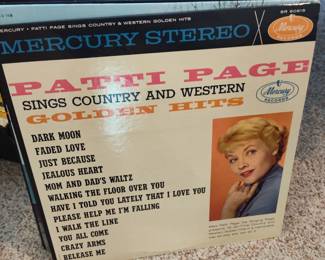 MERCURY • PATTI PAGE SINGS COUNTRY & WESTERN GOLDEN HITS
MERCURY STEREO
Mercury
RECORDS
PATTI PAGE
SINGS COUNTRY AND WESTERN
GOLDEN HITS
Mercury
RECORDS
DARK MOON
FADED LOVE
JUST BECAUSE
JEALOUS HEART
MOM AND DAD'S WALTZ
WALKING THE FLOOR OVER YOU
HAVE I TOLD YOU LATELY THAT I LOVE YOU
PLEASE HELP ME I'M FALLING
I WALK THE LINE
YOU ALL COME
CRAZY ARMS
RELEASE ME